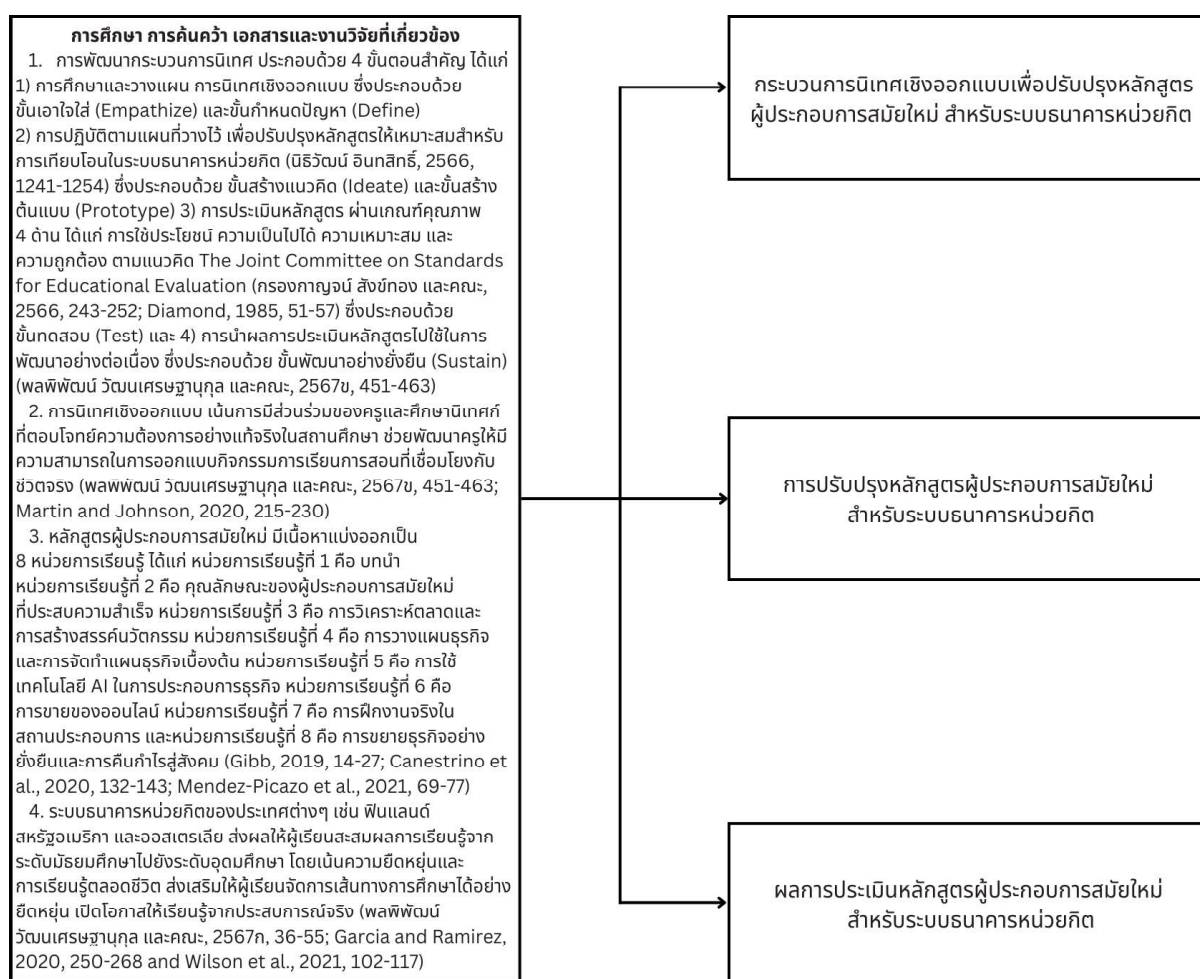 การศึกษา การค้นคว้า เอกสารและงานวิจัยที่เกี่ยวข้อง
1. การพัฒนากระบวนการนิเทศ ประกอบด้วย 4 ขั้นตอนสำคัญ ได้แก่
1) การศึกษาและวางแผน การนิเทศเชิงออกแบบ ซึ่งประกอบด้วย
ขั้นเอาใจใส่ (Empathize) และขั้นกำหนดปัญหา (Define)
2) การปฏิบัติตามแผนที่วางไว้ เพื่อปรับปรุงหลักสูตรให้เหมาะสมสำหรับ
การเทียบโอนในระบบธนาคารหน่วยกิต (นิธิวัฒน์ อินทสิทธิ์, 2566,
1241-1254) ซึ่งประกอบด้วย ขั้นสร้างแนวคิด (Ideate) และขั้นสร้าง
ต้นแบบ (Prototype) 3) การประเมินหลักสูตร ผ่านเกณฑ์คุณภาพ
4 ด้าน ได้แก่ การใช้ประโยชน์ ความเป็นไปได้ ความเหมาะสม และ
ความถูกต้อง ตามแนวคิด The Joint Committee on Standards
for Educational Evaluation (กรองกาญจน์ สังข์ทอง และคณะ,
2566, 243-252; Diamond, 1985, 51-57) ซึ่งประกอบด้วย
ขั้นทดสอบ (Test) และ 4) การนำผลการประเมินหลักสูตรไปใช้ในการ
พัฒนาอย่างต่อเนื่อง ซึ่งประกอบด้วย ขั้นพัฒนาอย่างยั่งยืน (Sustain)
(พลพิพัฒน์ วัฒนเศรษฐานุกุล และคณะ, 2567ข, 451-463)
2. การนิเทศเชิงออกแบบ เน้นการมีส่วนร่วมของครูและศึกษานิเทศก์
ที่ตอบโจทย์ความต้องการอย่างแท้จริงในสถานศึกษา ช่วยพัฒนาครูให้มี
ความสามารถในการออกแบบกิจกรรมการเรียนการสอนที่เชื่อมโยงกับ
ชีวิตจริง (พลพิพัฒน์ วัฒนเศรษฐานุกุล และคณะ, 2567ข, 451-463;
Martin and Johnson, 2020, 215-230)
3. หลักสูตรผู้ประกอบการสมัยใหม่ มีเนื้อหาแบ่งออกเป็น
8 หน่วยการเรียนรู้ ได้แก่ หน่วยการเรียนรู้ที่ 1 คือ บทนำ
หน่วยการเรียนรู้ที่ 2 คือ คุณลักษณะของผู้ประกอบการสมัยใหม่
ที่ประสบความสำเร็จ หน่วยการเรียนรู้ที่ 3 คือ การวิเคราะห์ตลาดและ
การสร้างสรรค์นวัตกรรม หน่วยการเรียนรู้ที่ 4 คือ การวางแผนธุรกิจ
และการจัดทำแผนธุรกิจเบื้องต้น หน่วยการเรียนรู้ที่ 5 คือ การใช้
เทคโนโลยี AI ในการประกอบการธุรกิจ หน่วยการเรียนรู้ที่ 6 คือ
การขายของออนไลน์ หน่วยการเรียนรู้ที่ 7 คือ การฝึกงานจริงใน
สถานประกอบการ และหน่วยการเรียนรู้ที่ 8 คือ การขยายธุรกิจอย่าง
ยั่งยืนและการคืนกำไรสู่สังคม (Gibb, 2019, 14-27; Canestrino et
al., 2020, 132-143; Mendez-Picazo et al., 2021, 69-77)
4. ระบบธนาคารหน่วยกิตของประเทศต่างๆ เช่น ฟินแลนด์
สหรัฐอเมริกา และออสเตรเลีย ส่งผลให้ผู้เรียนสะสมผลการเรียนรู้จาก
ระดับมัธยมศึกษาไปยังระดับอุดมศึกษา โดยเน้นความยืดหยุ่นและ
การเรียนรู้ตลอดชีวิต ส่งเสริมให้ผู้เรียนจัดการเส้นทางการศึกษาได้อย่าง
ยืดหยุ่น เปิดโอกาสให้เรียนรู้จากประสบการณ์จริง (พลพิพัฒน์
วัฒนเศรษฐานุกุล และคณะ, 2567ก, 36-55; Garcia and Ramirez,
2020, 250-268 and Wilson et al., 2021, 102-117)
กระบวนการนิเทศเชิงออกแบบเพื่อปรับปรุงหลักสูตร
ผู้ประกอบการสมัยใหม่ สำหรับระบบธนาคารหน่วยกิต
การปรับปรุงหลักสูตรผู้ประกอบการสมัยใหม่
สำหรับระบบธนาคารหน่วยกิต
ผลการประเมินหลักสูตรผู้ประกอบการสมัยใหม่
สำหรับระบบธนาคารหน่วยกิต